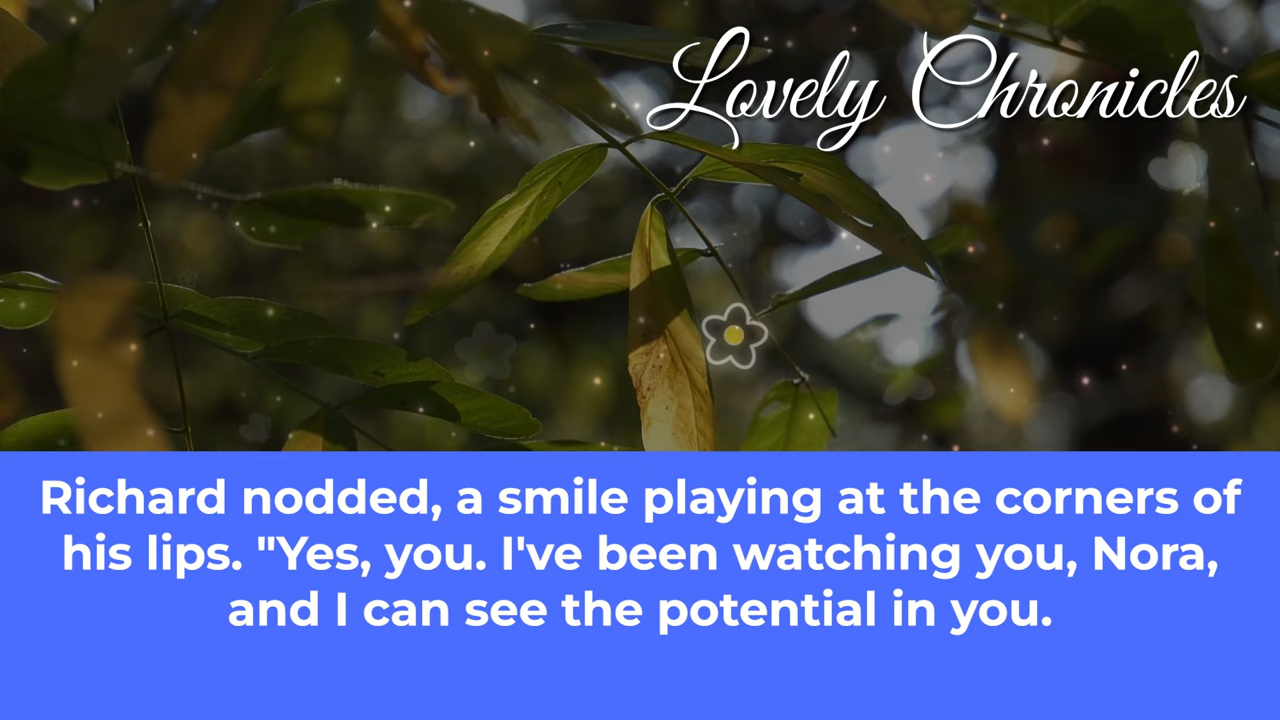 Lovely Chronicles
Richard nodded, a smile playing at the corners of
his lips. "Yes, you. I've been watching you, Nora,
and I can see the potential in you.